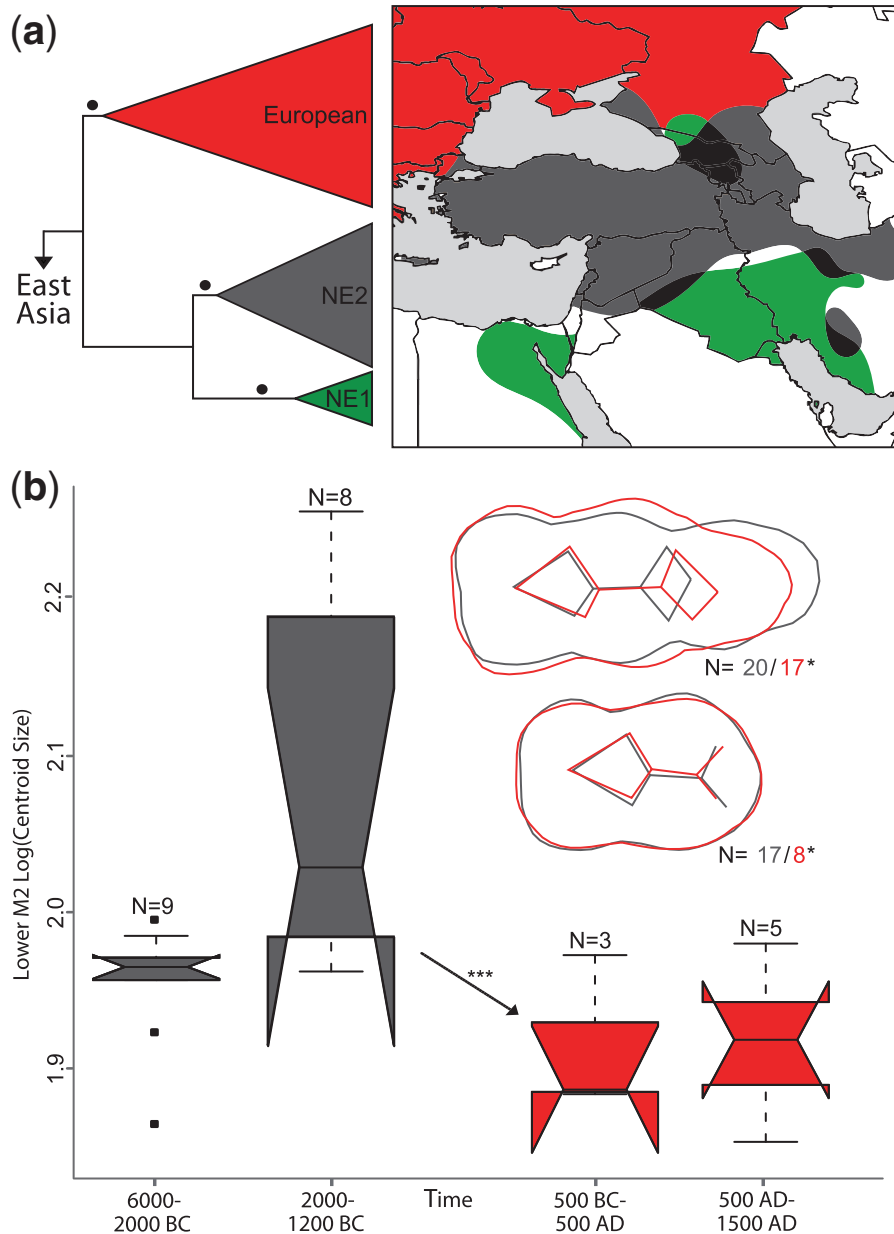 (a)
European
NE2
NE1
East
Asia
(b)
Lower M2 Log(Centroid Size)
2.2
2.1
2.0
1.9
N=9
N=8
N= 20/17*
N= 17/8*
***
N=3
N=5
6000-
2000 BC
2000-
1200 BC
Time
500 BC-
500 AD
500 AD-
1500 AD